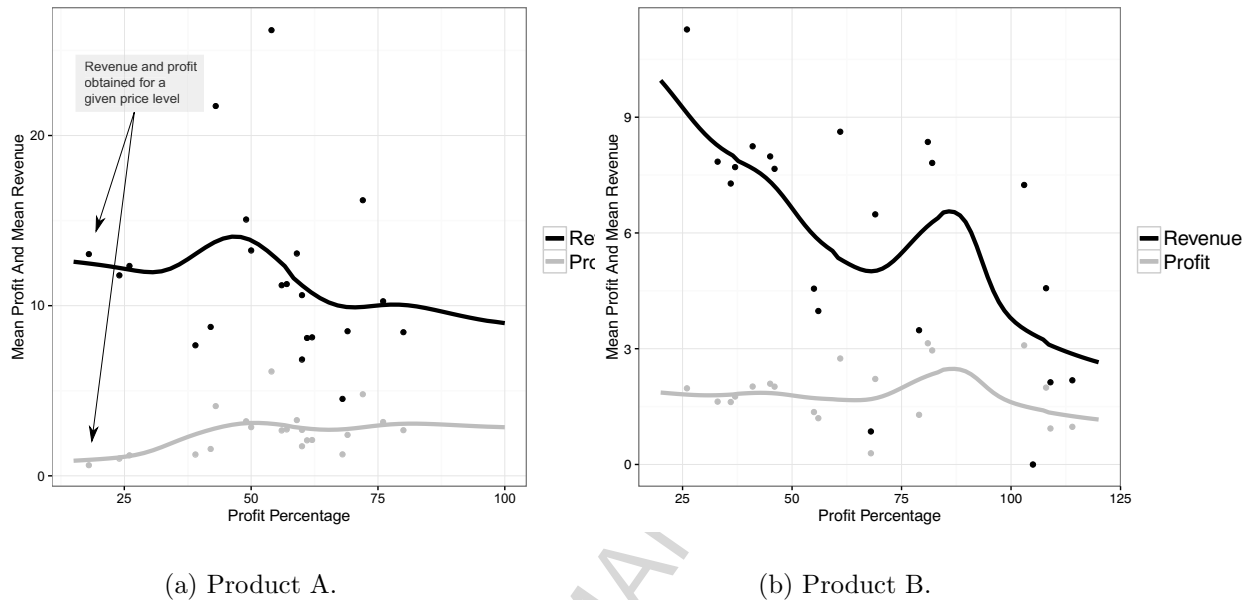 Revenue and profit
obtained for a
given price level
Mean Profit And Mean Revenue
20
10
0
25
50
75
100
Profit Percentage
Re
Pro
Mean Profit And Mean Revenue
9
6
3
0
25
50
75
100
125
Profit Percentage
Revenue
Profit
(a) Product A.
(b) Product B.
MA